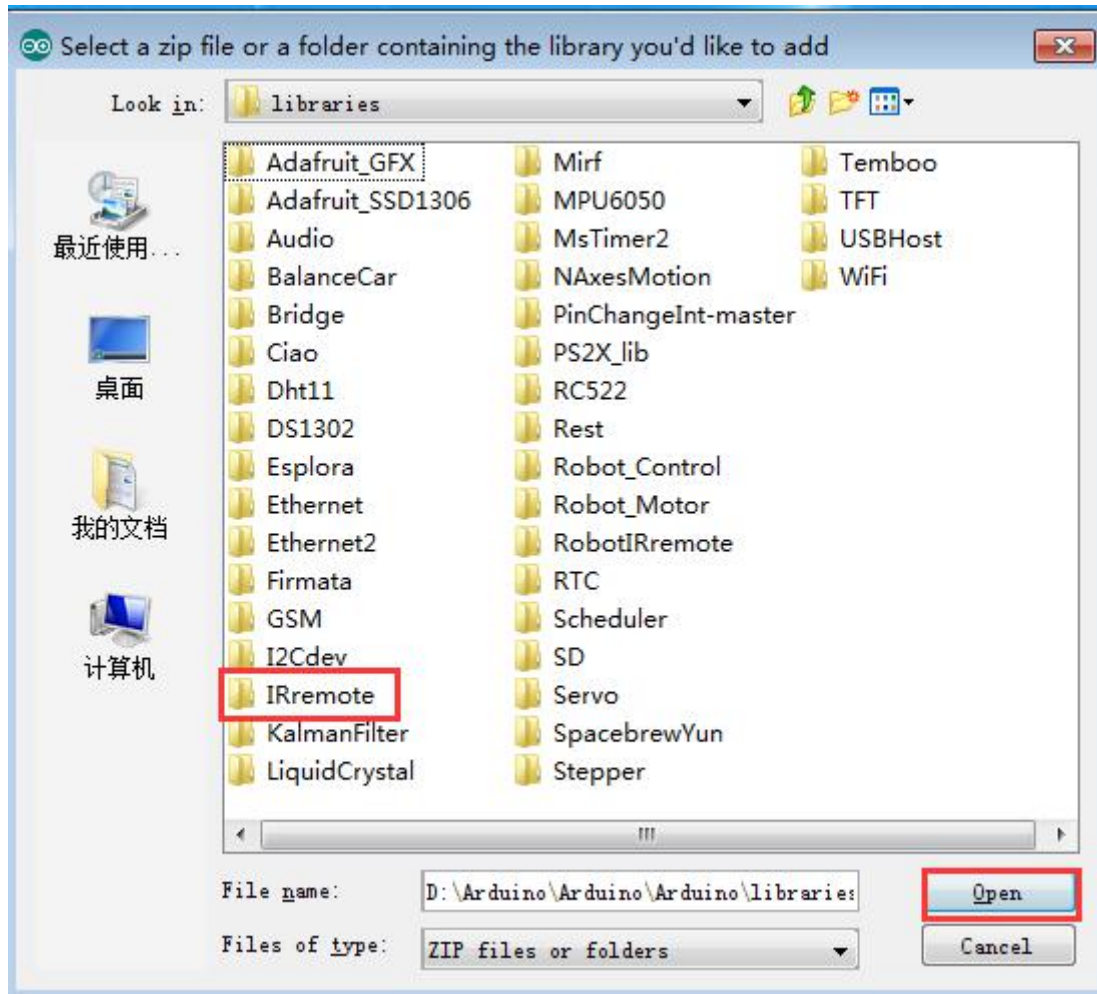 Select a zip file or a folder containing the library you'd like to add
Look in:
libraries
最近使用...
桌面
我的文档
计算机
Adafruit_GFX
Adafruit_SSD1306
Audio
BalanceCar
Bridge
Ciao
Dht11
DS1302
Esplora
Ethernet
Ethernet2
Firmata
GSM
I2Cdev
IRremote
KalmanFilter
LiquidCrystal
Mirf
MPU6050
MsTimer2
NAxesMotion
PinChangeInt-master
PS2X_lib
RC522
Rest
Robot_Control
Robot_Motor
RobotIRremote
RTC
Scheduler
SD
Servo
SpacebrewYun
Stepper
Temboo
TFT
USBHost
WiFi
File name:
D:\Arduino\Arduino\Arduino\libraries
Open
Files of type:
ZIP files or folders
Cancel